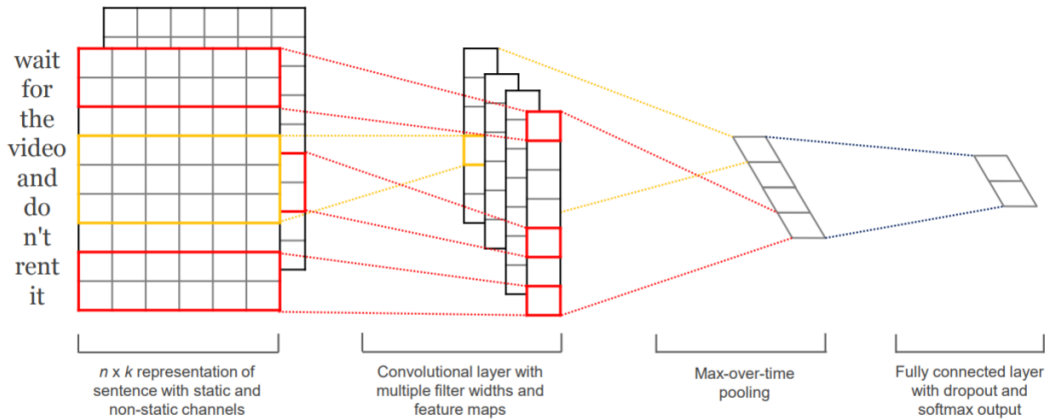 wait
for
the
video
and
do
n't
rent
it
n x k representation of
sentence with static and
non-static channels
Convolutional layer with
multiple filter widths and
feature maps
Max-over-time
pooling
Fully connected layer
with dropout and
softmax output